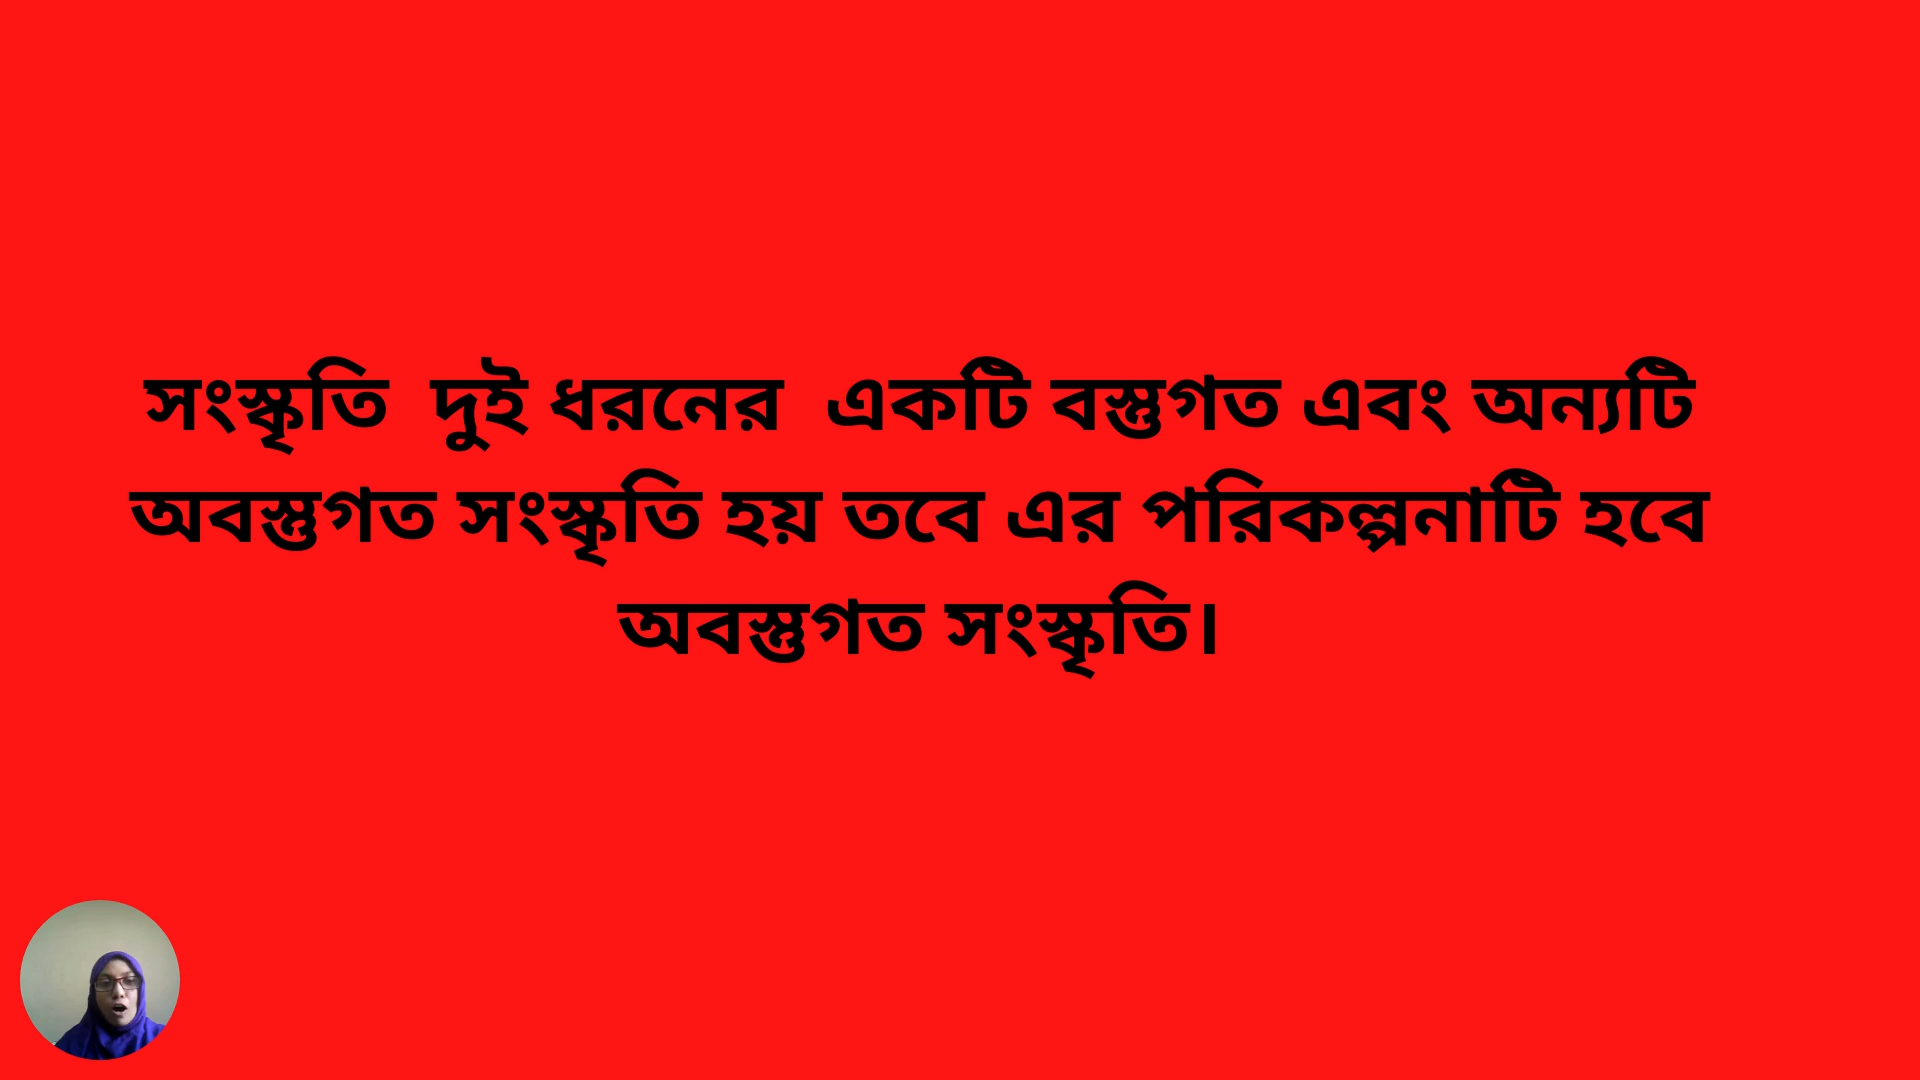 সংস্কৃতি দুই ধরনের একটি বস্তুগত এবং অন্যটি
অবস্তুগত সংস্কৃতি হয় তবে এর পরিকল্পনাটি হবে
অবস্তুগত সংস্কৃতি।